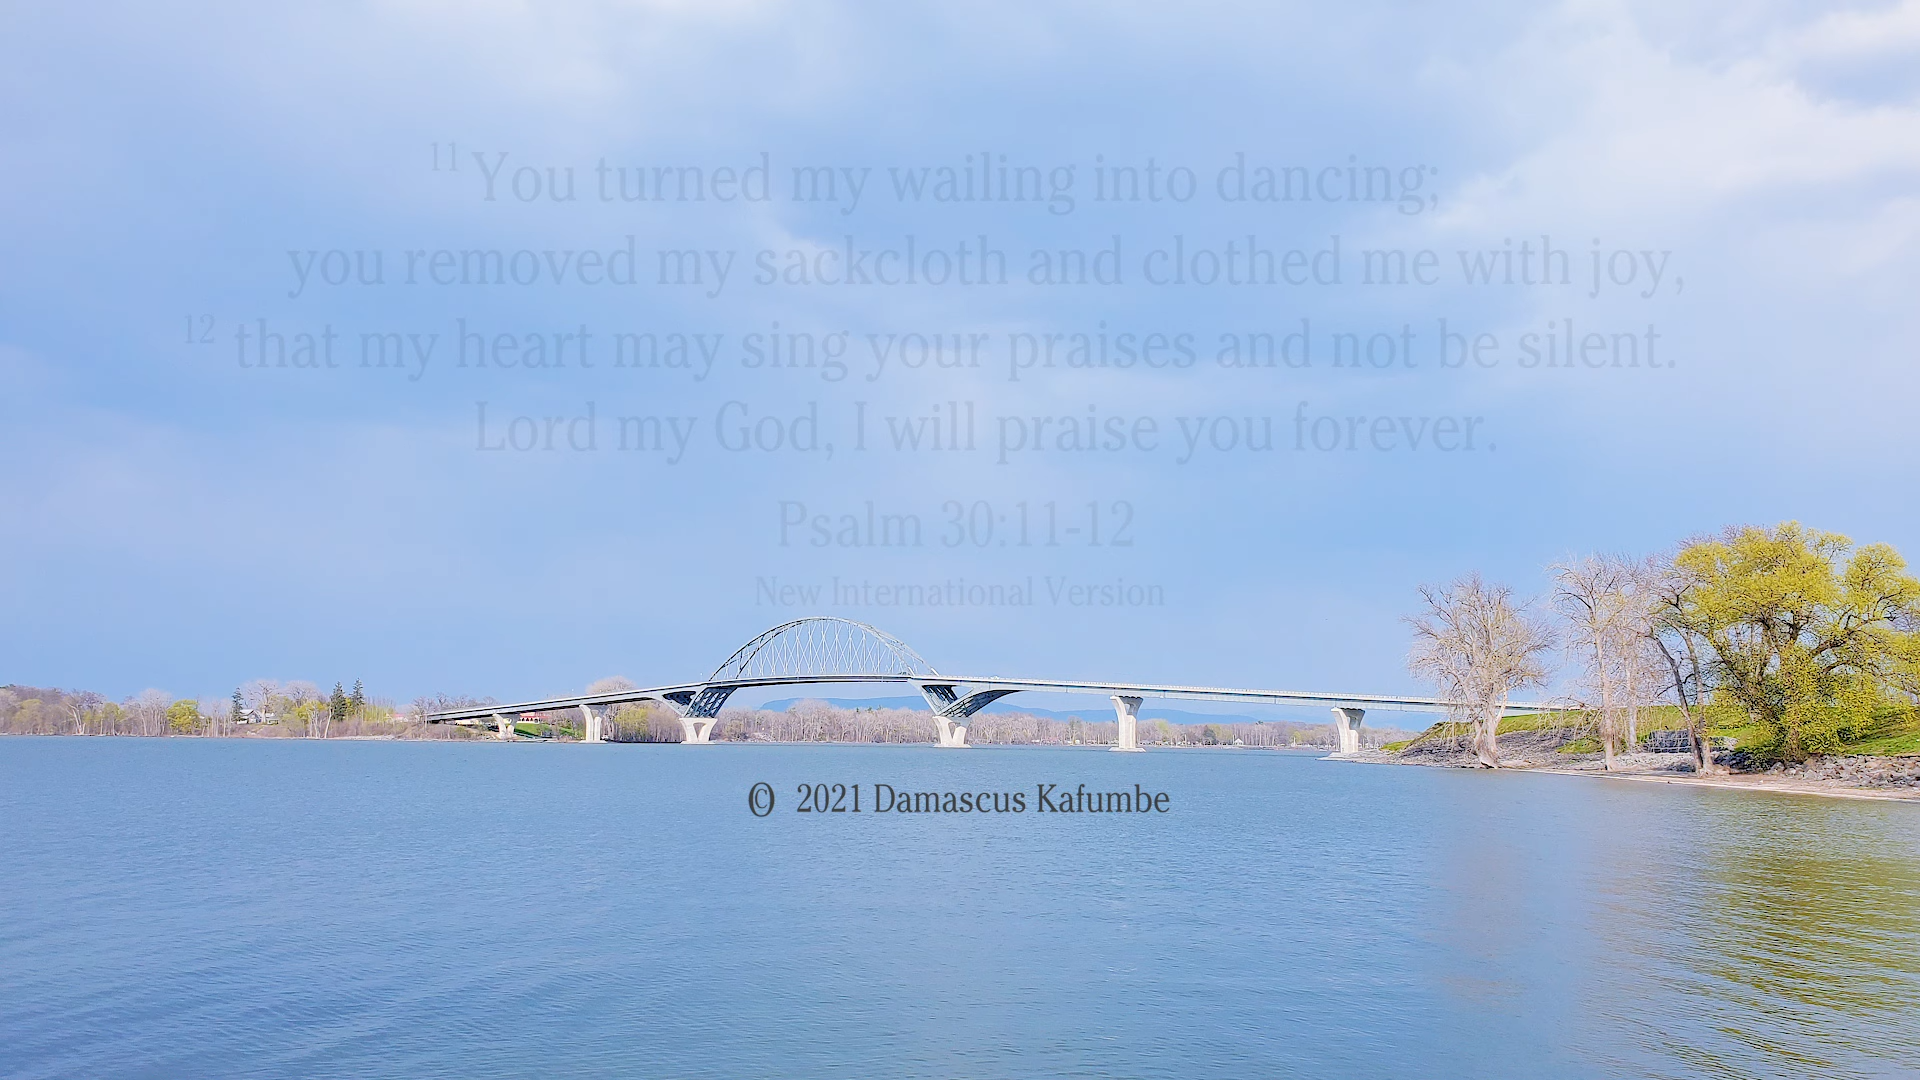 11 You turned my wailing into dancing;
you removed my sackcloth and clothed me with joy,
12 that my heart may sing your praises and not be silent.
Lord my God, I will praise you forever.
Psalm 30:11-12
New International Version
© 2021 Damascus Kafumbe